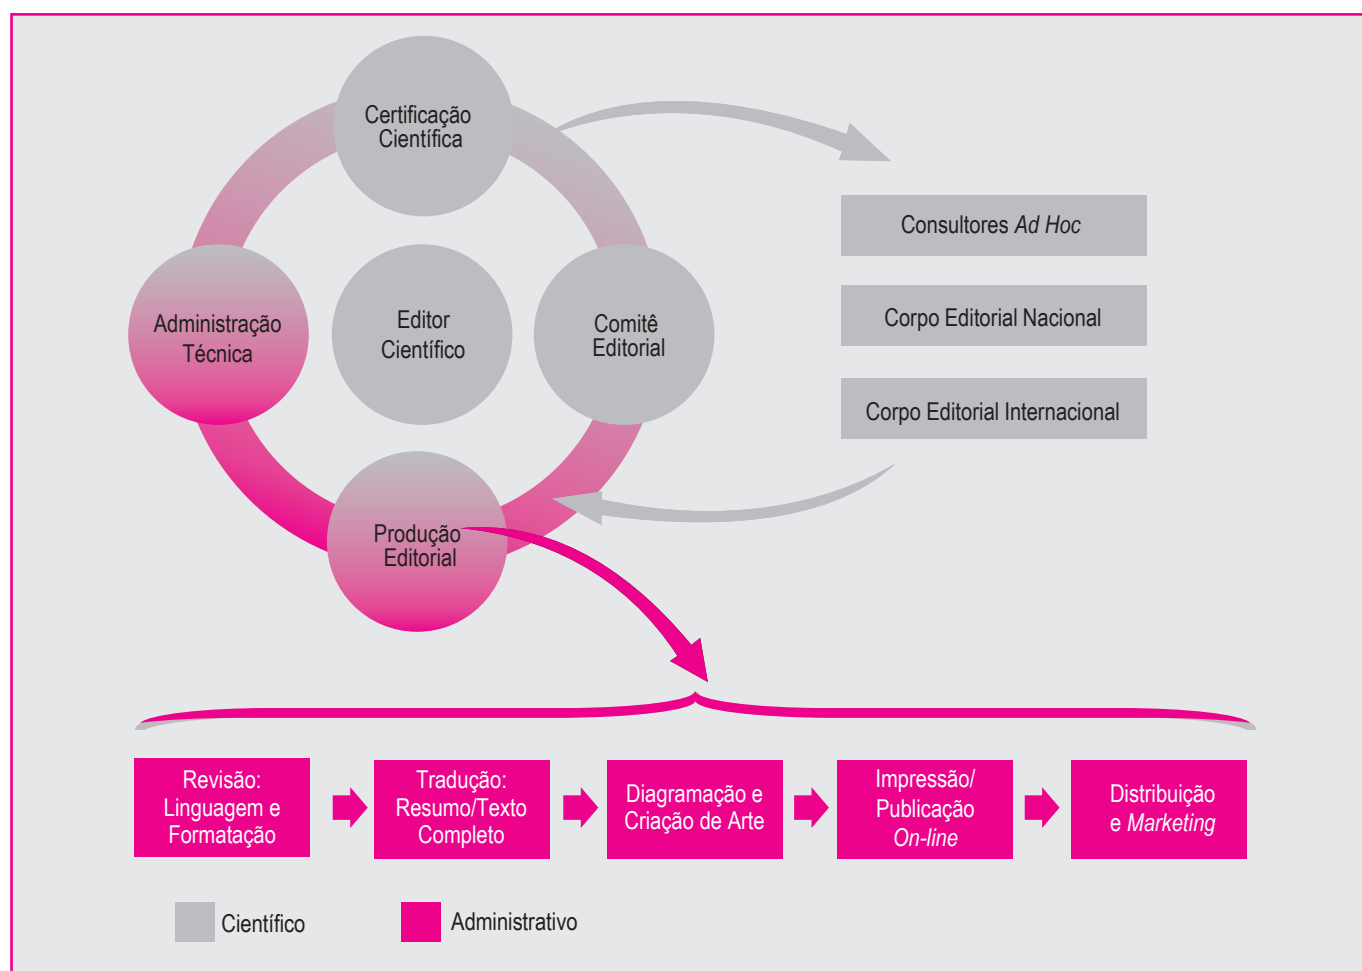 Certificação
Científica
Administração
Técnica
Editor
Científico
Comitê
Editorial
Produção
Editorial
Consultores Ad Hoc
Corpo Editorial Nacional
Corpo Editorial Internacional
Revisão:
Linguagem e
Formatação
Tradução:
Resumo/Texto
Completo
Diagramação e
Criação de Arte
Impressão/
Publicação
On-line
Distribuição
e Marketing
Científico
Administrativo